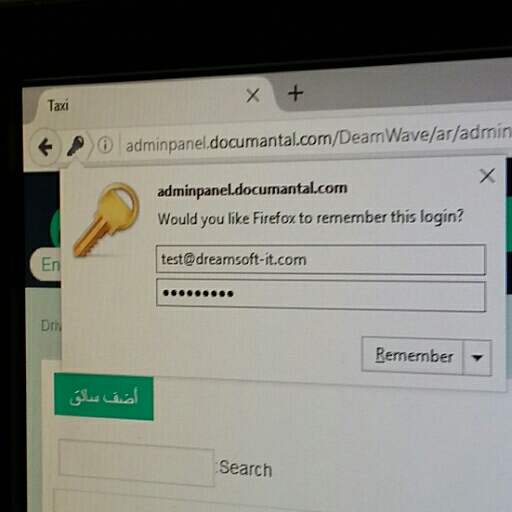 Taxi
adminpanel.documantal.com/DeamWave/ar/admin
adminpanel.documantal.com
Would you like Firefox to remember this login?
En
test@dreamsoft-it.com
•••••••••
Driv
Remember
أضف سائق
:Search